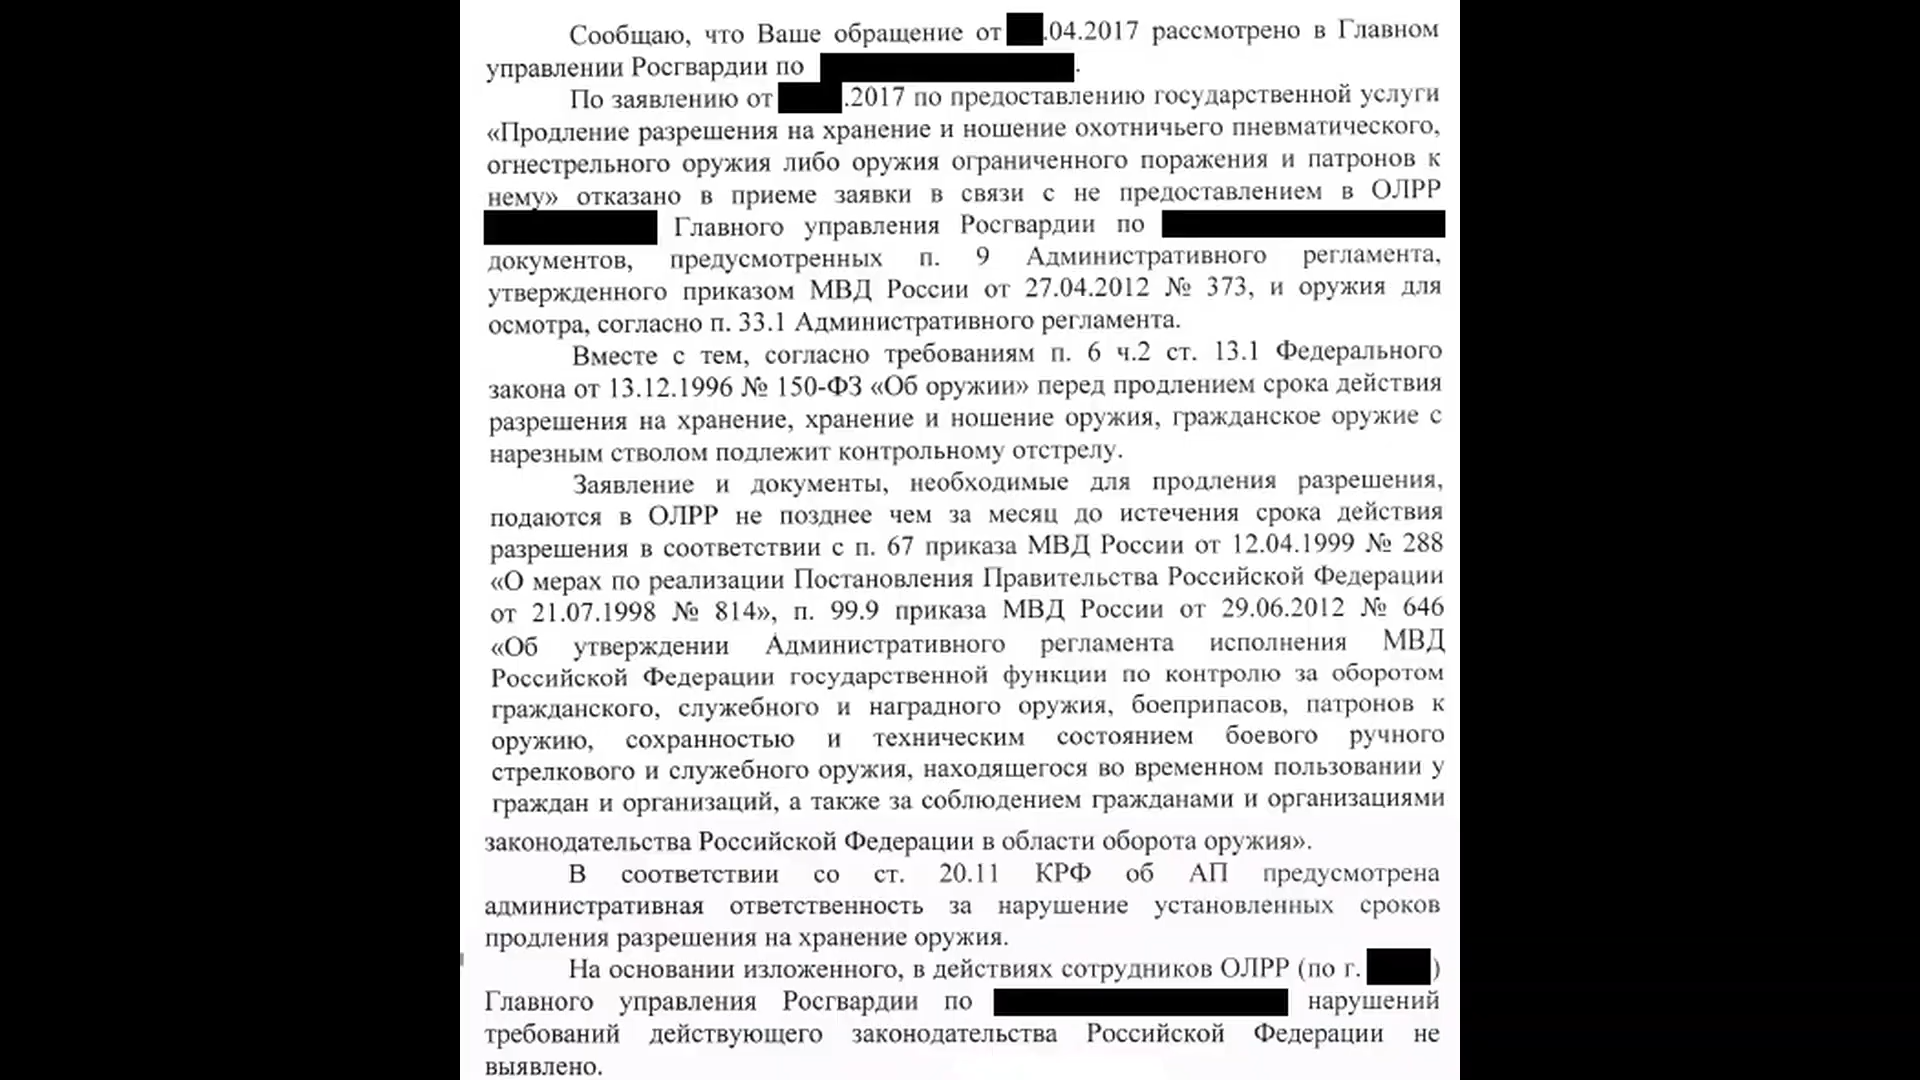 Сообщаю, что Ваше обращение от .04.2017 рассмотрено в Главном
управлении Росгвардии по .
По заявлению от .2017 по предоставлению государственной услуги
«Продление разрешения на хранение и ношение охотничьего пневматического,
огнестрельного оружия либо оружия ограниченного поражения и патронов к
нему» отказано в приеме заявки в связи с не предоставлением в ОЛРР
Главного управления Росгвардии по
документов, предусмотренных п. 9 Административного регламента,
утвержденного приказом МВД России от 27.04.2012 № 373, и оружия для
осмотра, согласно п. 33.1 Административного регламента.
Вместе с тем, согласно требованиям п. 6 ч.2 ст. 13.1 Федерального
закона от 13.12.1996 № 150-ФЗ «Об оружии» перед продлением срока действия
разрешения на хранение, хранение и ношение оружия, гражданское оружие с
нарезным стволом подлежит контрольному отстрелу.
Заявление и документы, необходимые для продления разрешения,
подаются в ОЛРР не позднее чем за месяц до истечения срока действия
разрешения в соответствии с п. 67 приказа МВД России от 12.04.1999 № 288
«О мерах по реализации Постановления Правительства Российской Федерации
от 21.07.1998 № 814», п. 99.9 приказа МВД России от 29.06.2012 № 646
«Об утверждении Административного регламента исполнения МВД
Российской Федерации государственной функции по контролю за оборотом
гражданского, служебного и наградного оружия, боеприпасов, патронов к
оружию, сохранностью и техническим состоянием боевого ручного
стрелкового и служебного оружия, находящегося во временном пользовании у
граждан и организаций, а также за соблюдением гражданами и организациями
законодательства Российской Федерации в области оборота оружия».
В соответствии со ст. 20.11 КРФ об АП предусмотрена
административная ответственность за нарушение установленных сроков
продления разрешения на хранение оружия.
На основании изложенного, в действиях сотрудников ОЛРР (по г. )
Главного управления Росгвардии по нарушений
требований действующего законодательства Российской Федерации не
выявлено.